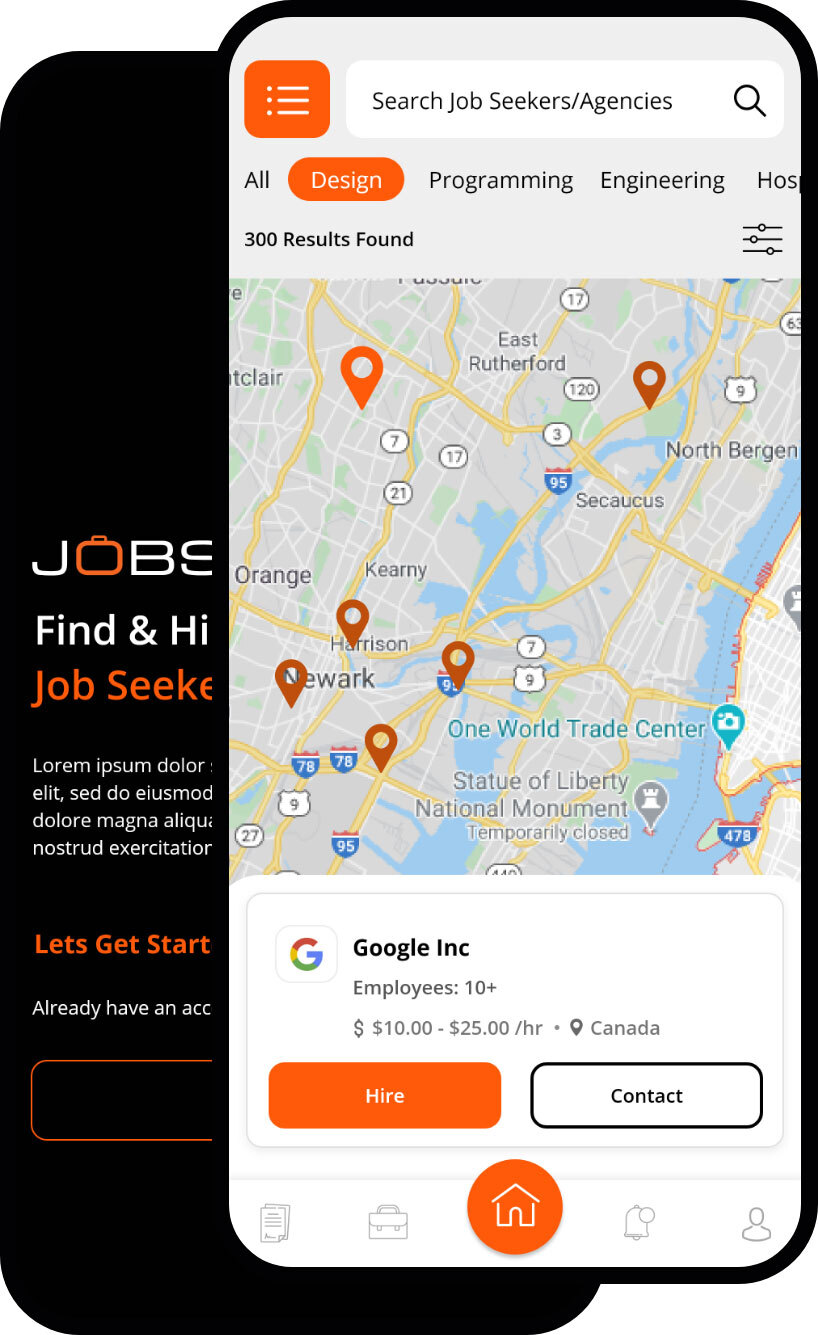 Search Job Seekers/Agencies
All Design Programming Engineering Hosp
300 Results Found
17
63
East
Rutherford
tclair
120
9
3
7
17
North Bergen
95
21
Secaucus
Orange
Kearny
Harrison
7
Newark
95
9
One World Trade Center
78
78
Statue of Liberty
National Monument
Temporarily closed
9
27
95
478
440
Google Inc
Employees: 10+
$ $10.00 - $25.00 /hr • Canada
Hire
Contact
JOBS
Find & Hi
Job Seeke
Lorem ipsum dolor s
elit, sed do eiusmod
dolore magna aliqua
nostrud exercitation
Lets Get Start
Already have an acc